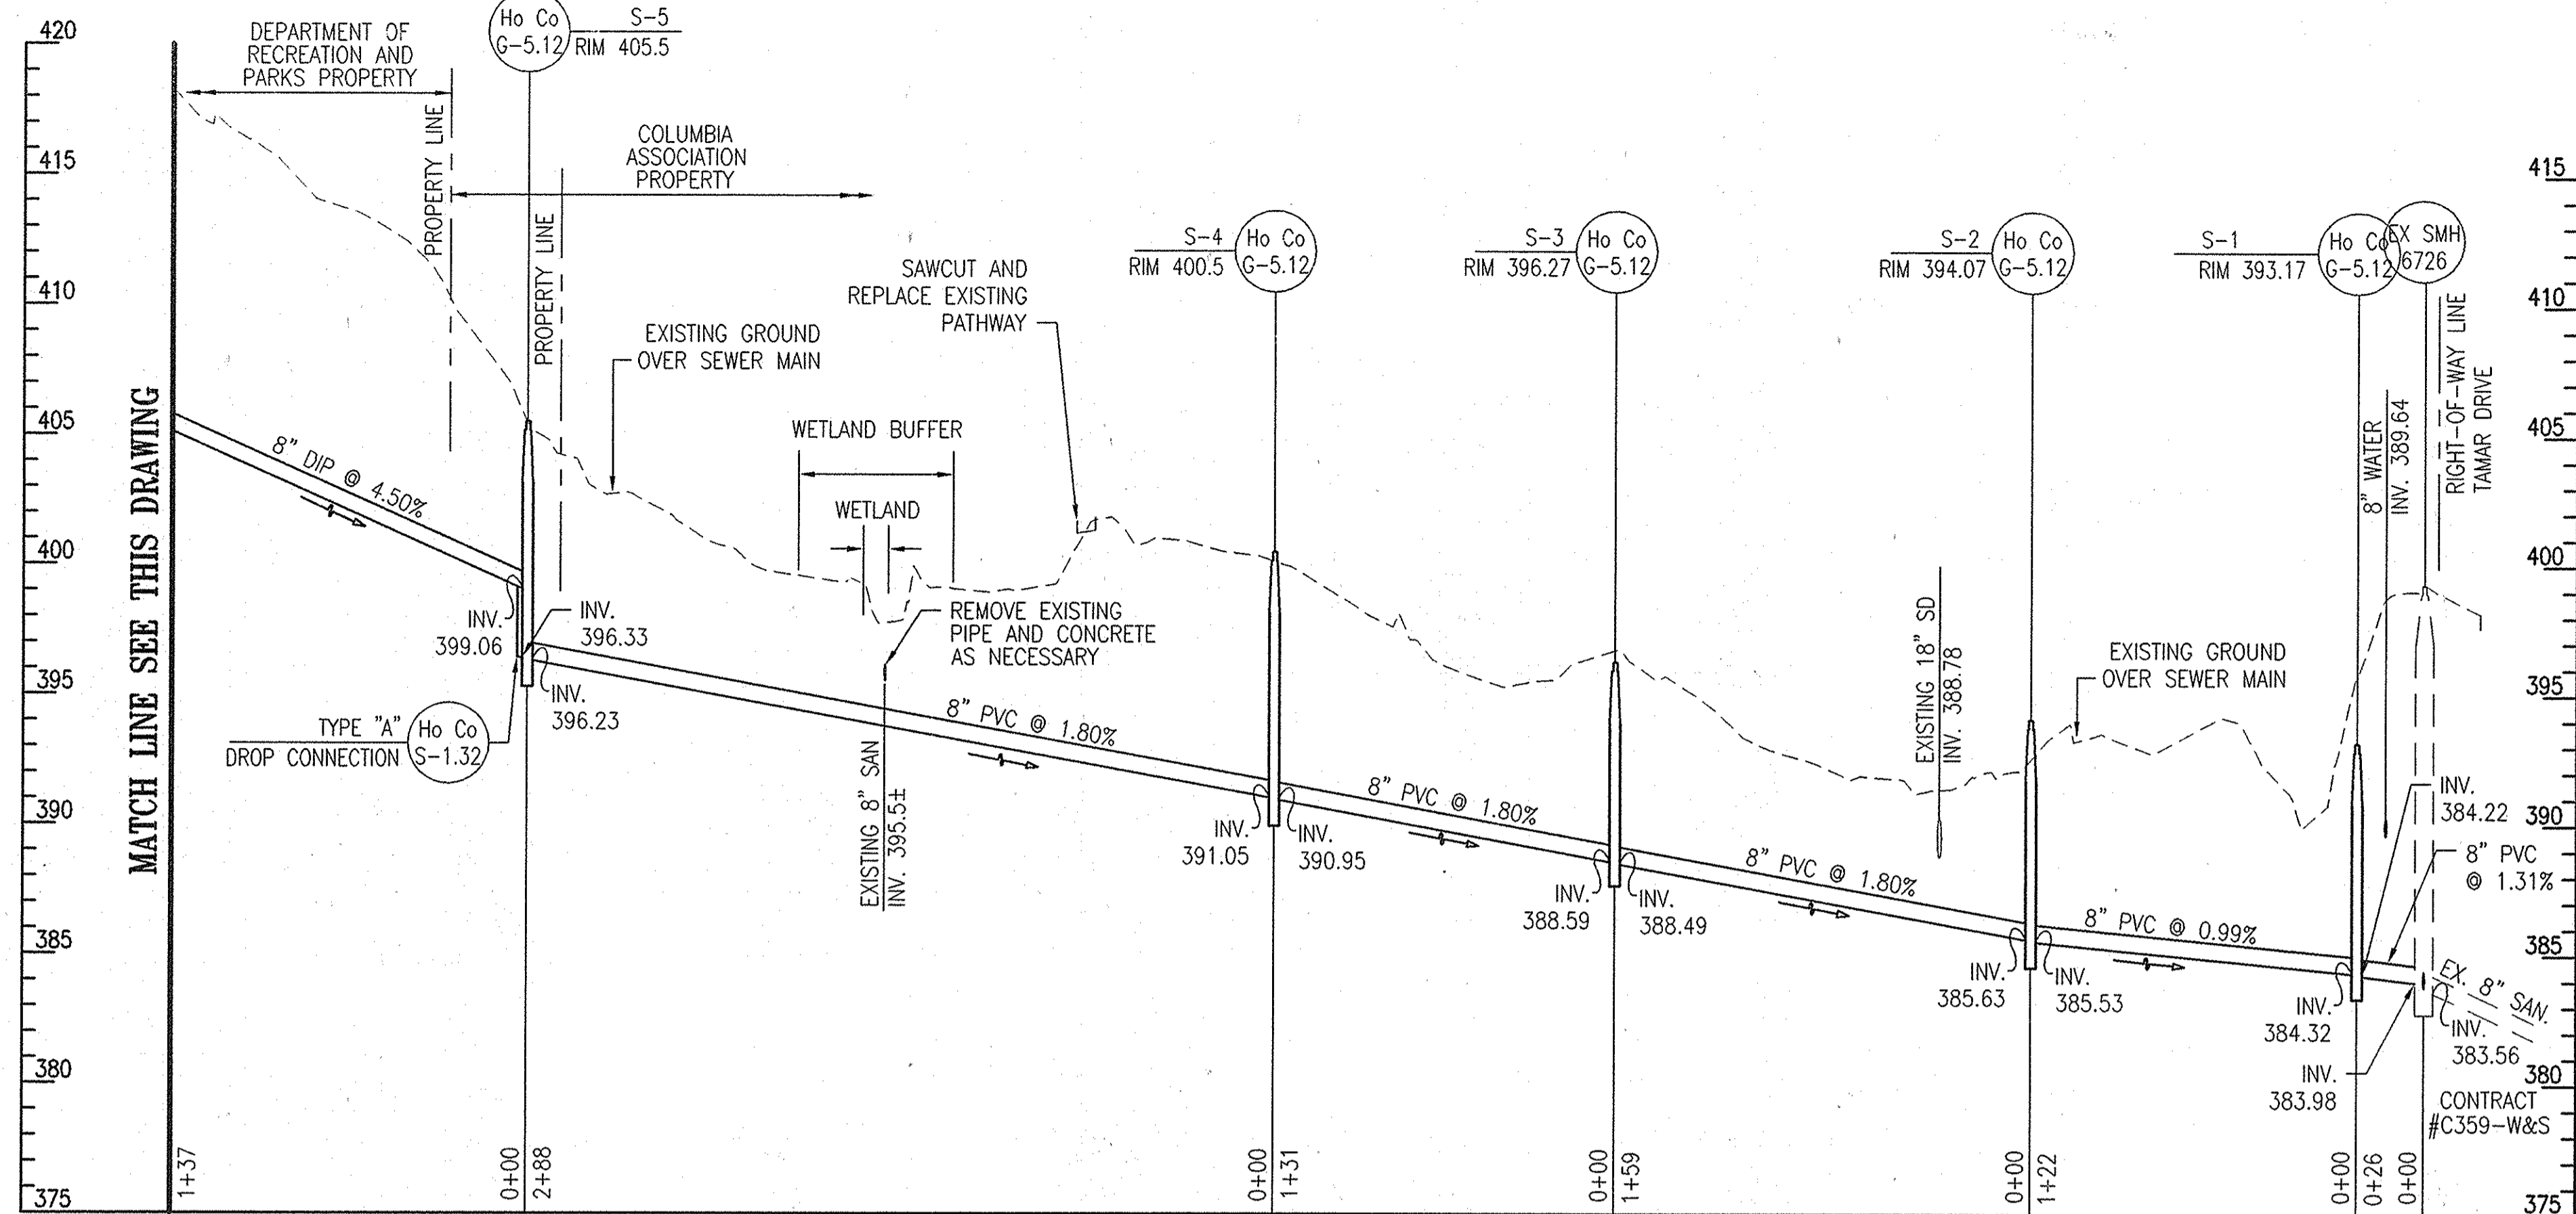 420
415
410
405
400
395
390
385
380
375
MATCH LINE SEE THIS DRAWING
DEPARTMENT OF
RECREATION AND
PARKS PROPERTY
PROPERTY LINE
Ho Co
G-5.12
S-5
RIM 405.5
PROPERTY LINE
COLUMBIA
ASSOCIATION
PROPERTY
EXISTING GROUND
OVER SEWER MAIN
SAWCUT AND
REPLACE EXISTING
PATHWAY
WETLAND BUFFER
WETLAND
8" DIP @ 4.50%
INV.
399.06
INV.
396.33
INV.
396.23
TYPE "A"
DROP CONNECTION
Ho Co
S-1.32
REMOVE EXISTING
PIPE AND CONCRETE
AS NECESSARY
EXISTING 8" SAN
INV. 395.5±
8" PVC @ 1.80%
S-4
RIM 400.5
Ho Co
G-5.12
INV.
391.05
INV.
390.95
8" PVC @ 1.80%
S-3
RIM 396.27
Ho Co
G-5.12
INV.
388.59
INV.
388.49
8" PVC @ 1.80%
EXISTING 18" SD
INV. 388.78
S-2
RIM 394.07
Ho Co
G-5.12
INV.
385.63
INV.
385.53
EXISTING GROUND
OVER SEWER MAIN
8" PVC @ 0.99%
S-1
RIM 393.17
Ho Co
G-5.12
EX SMH
6726
8" WATER
INV. 389.64
RIGHT-OF-WAY LINE
TAMAR DRIVE
INV.
384.22
8" PVC
@ 1.31%
EX. 8" SAN.
INV.
384.32
INV.
383.98
INV.
383.56
CONTRACT
#C359-W&S
415
410
405
400
395
390
385
380
375
1+37
0+00
2+88
0+00
1+31
0+00
1+59
0+00
1+22
0+00
0+26
0+00